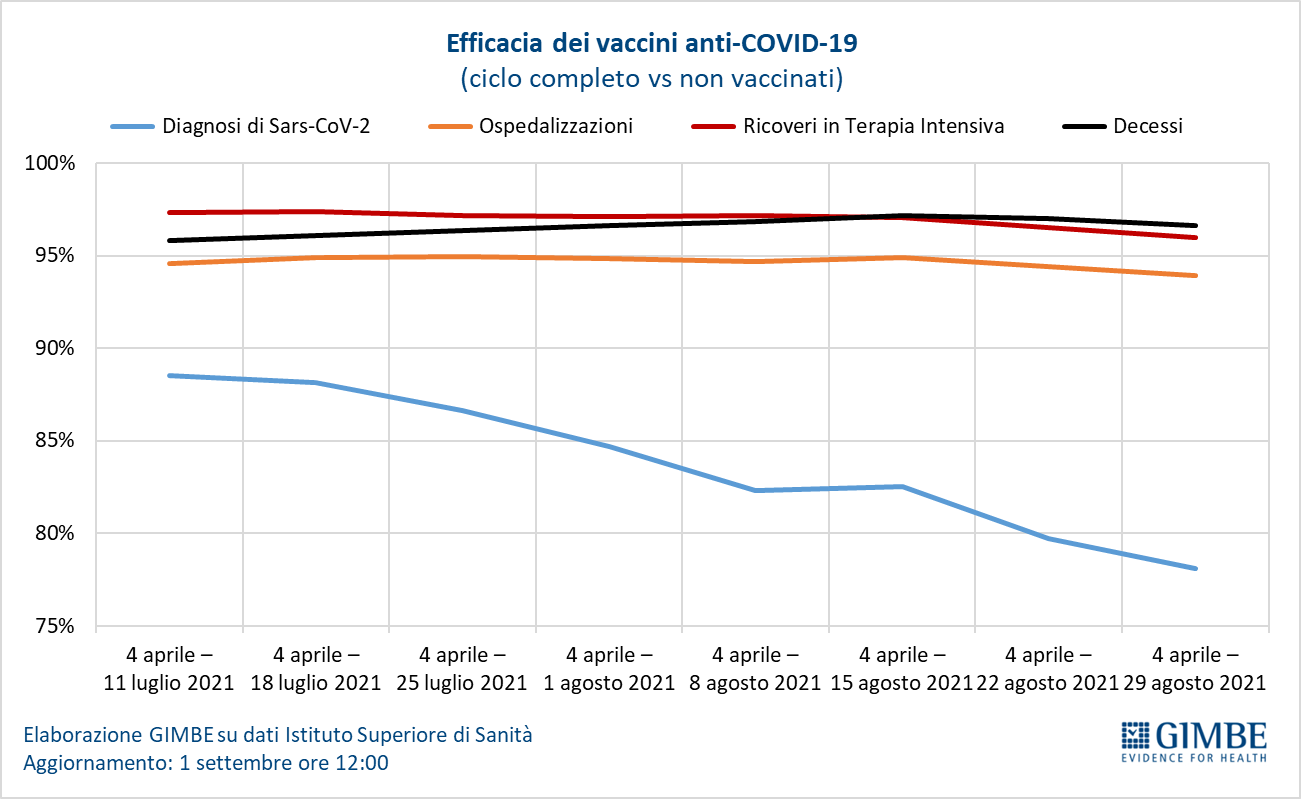 Efficacia dei vaccini anti-COVID-19
(ciclo completo vs non vaccinati)
Diagnosi di Sars-CoV-2 Ospedalizzazioni Ricoveri in Terapia Intensiva Decessi
100%
95%
90%
85%
80%
75%
4 aprile – 4 aprile – 4 aprile – 4 aprile – 4 aprile – 4 aprile – 4 aprile – 4 aprile –
11 luglio 2021 18 luglio 2021 25 luglio 2021 1 agosto 2021 8 agosto 2021 15 agosto 2021 22 agosto 2021 29 agosto 2021
Elaborazione GIMBE su dati Istituto Superiore di Sanità
Aggiornamento: 1 settembre ore 12:00
GIMBE
EVIDENCE FOR HEALTH